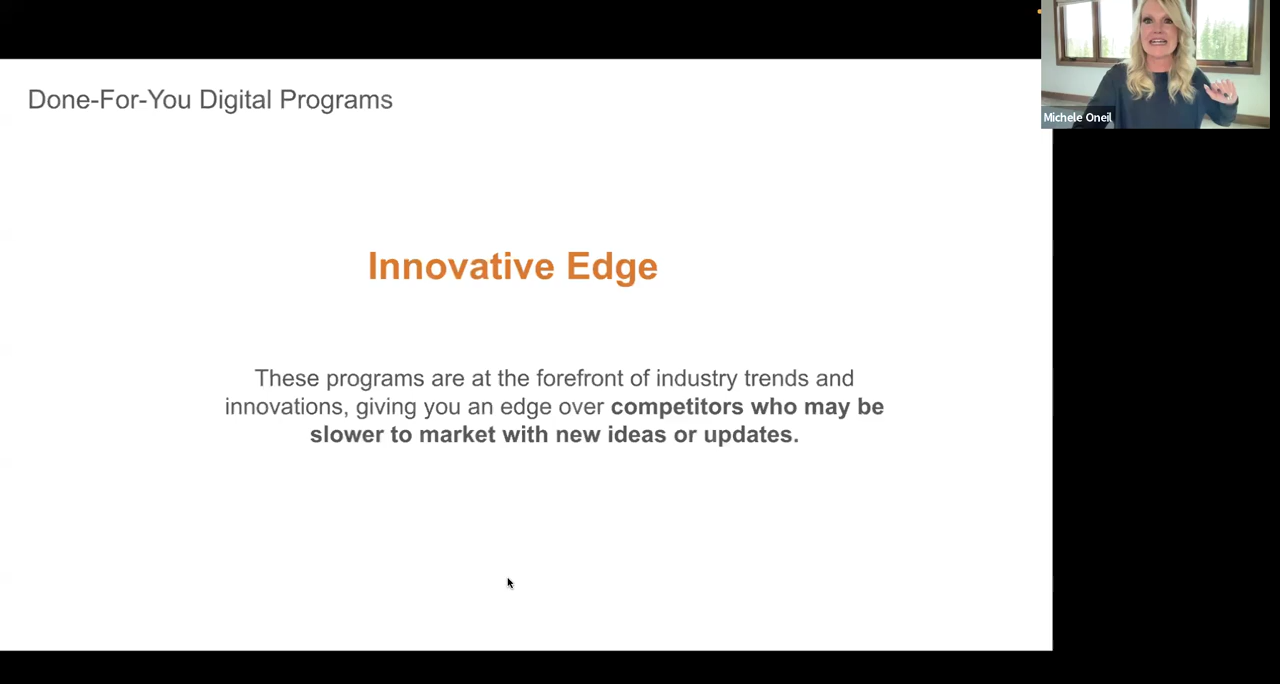 Done-For-You Digital Programs
Michele Oneil
Innovative Edge
These programs are at the forefront of industry trends and
innovations, giving you an edge over competitors who may be
slower to market with new ideas or updates.